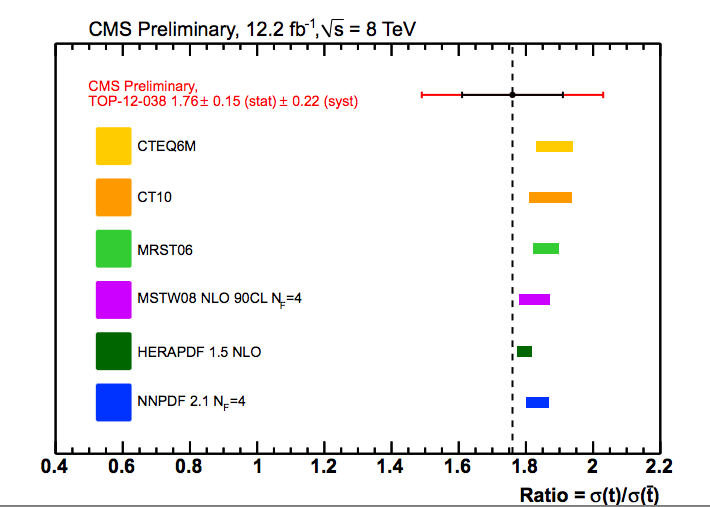 CMS Preliminary, 12.2 fb⁻¹,√s = 8 TeV
CMS Preliminary,
TOP-12-038 1.76± 0.15 (stat) ± 0.22 (syst)
CTEQ6M
CT10
MRST06
MSTW08 NLO 90CL N_F=4
HERAPDF 1.5 NLO
NNPDF 2.1 N_F=4
0.4 0.6 0.8 1 1.2 1.4 1.6 1.8 2 2.2
Ratio = σ(t)/σ(t̄)